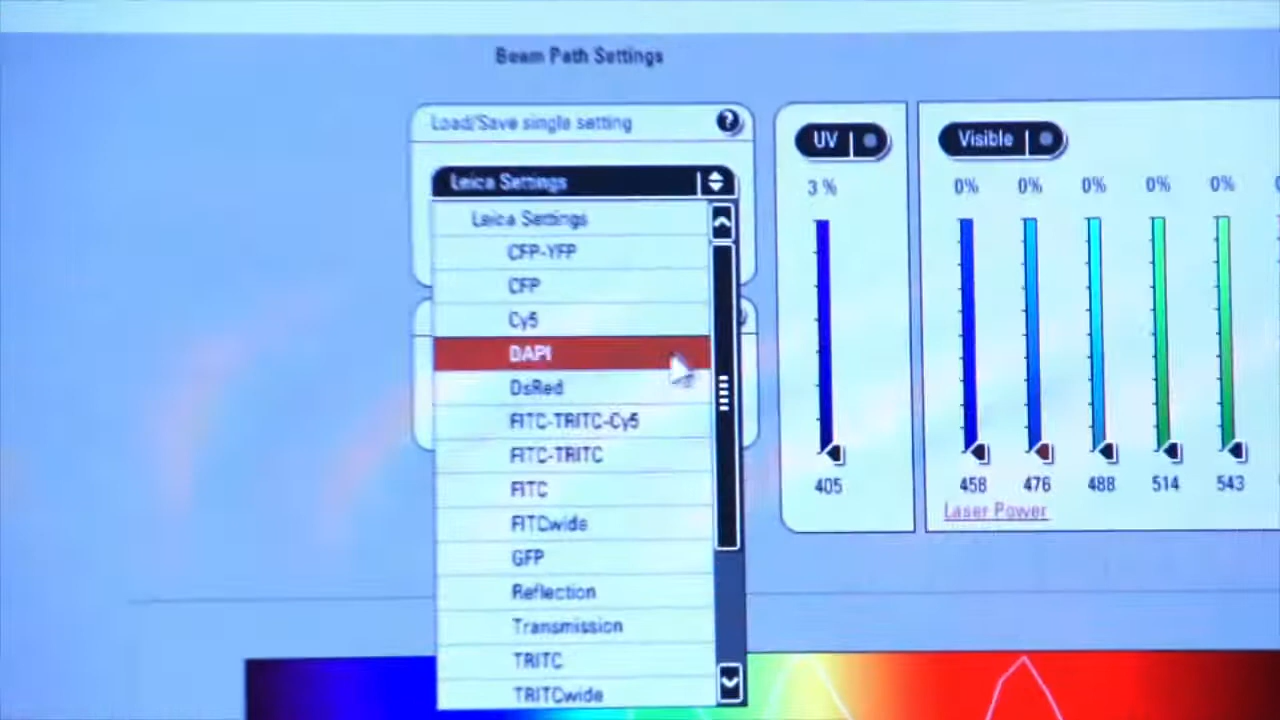 Beam Path Settings
Load/Save single setting ?
Leica Settings
Leica Settings
CFP-YFP
CFP
Cy5
DAPI
DsRed
FITC-TRITC-Cy5
FITC-TRITC
FITC
FITCwide
GFP
Reflection
Transmission
TRITC
TRITCwide
UV
3 %
405
Visible
0% 0% 0% 0% 0%
458 476 488 514 543
Laser Power